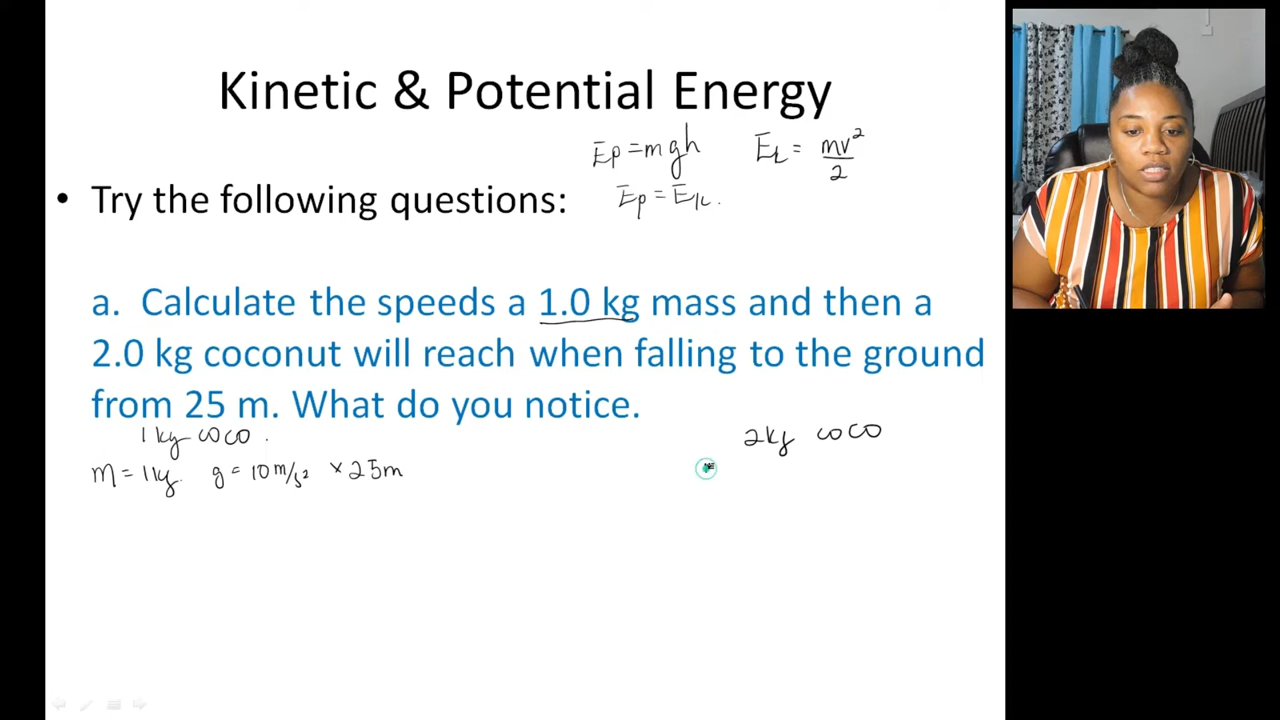 Kinetic & Potential Energy
Ep = mgh Ek = mv²/2
• Try the following questions: Ep = Ek.
a. Calculate the speeds a 1.0 kg mass and then a
2.0 kg coconut will reach when falling to the ground
from 25 m. What do you notice.
1kg coco . 2kg coco
m = 1kg. g = 10 m/s² × 25m